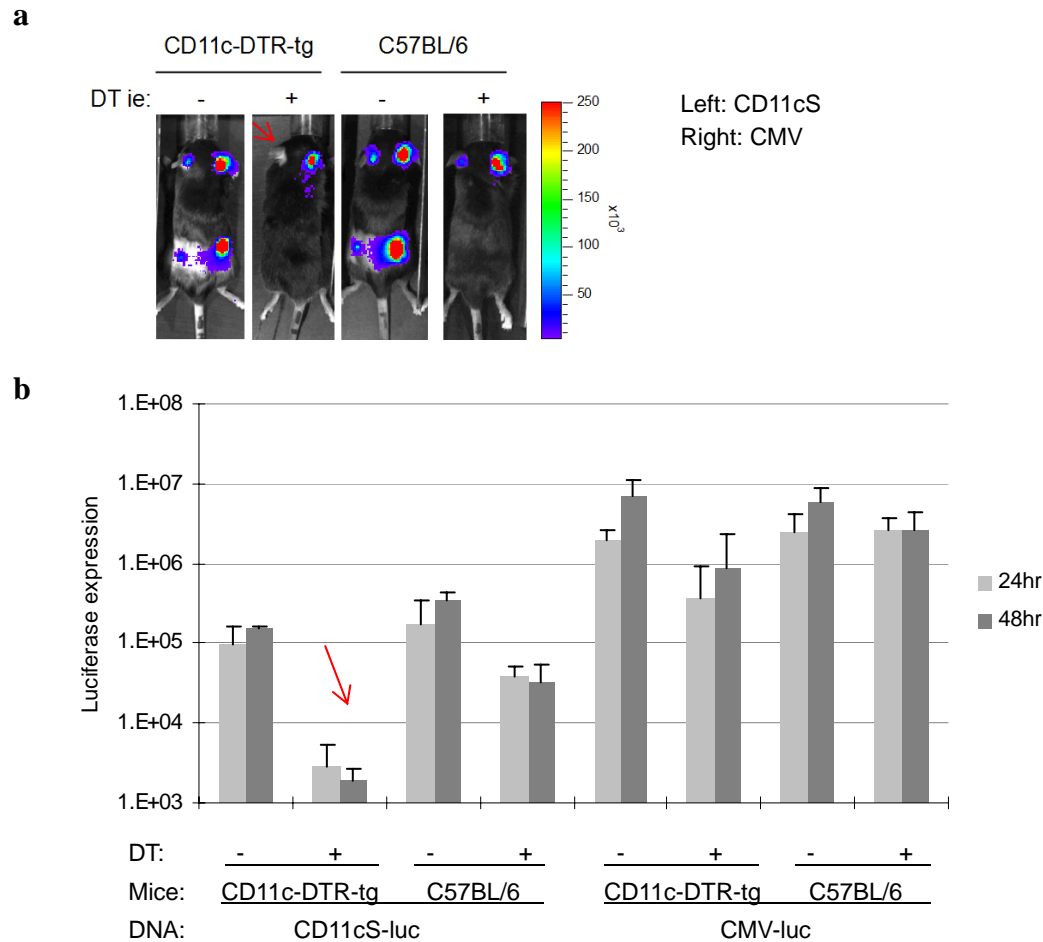 a
CD11c-DTR-tg C57BL/6
DT ie: - + - +
Left: CD11cS
Right: CMV
250
200
150
100
50
x10³
b
1.E+08
1.E+07
1.E+06
1.E+05
1.E+04
1.E+03
Luciferase expression
24hr
48hr
DT: - + - + - + - +
Mice: CD11c-DTR-tg C57BL/6 CD11c-DTR-tg C57BL/6
DNA: CD11cS-luc CMV-luc